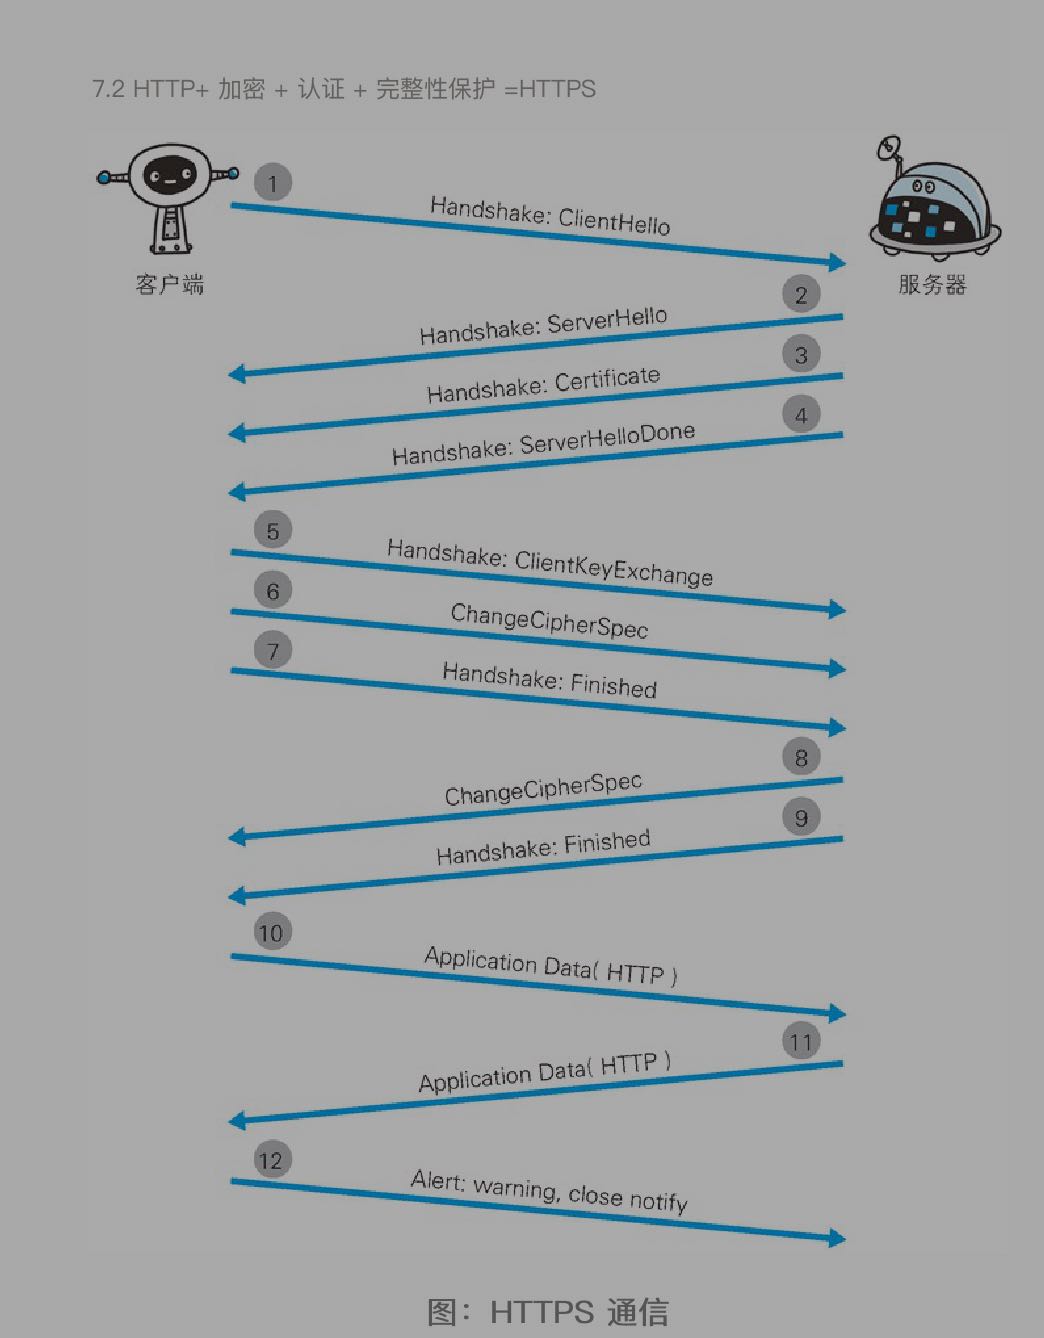 7.2 HTTP+ 加密 + 认证 + 完整性保护 =HTTPS
1
Handshake: ClientHello
客户端
服务器
2
Handshake: ServerHello
3
Handshake: Certificate
4
Handshake: ServerHelloDone
5
Handshake: ClientKeyExchange
6
ChangeCipherSpec
7
Handshake: Finished
8
ChangeCipherSpec
9
Handshake: Finished
10
Application Data( HTTP )
11
Application Data( HTTP )
12
Alert: warning, close notify
图：HTTPS 通信